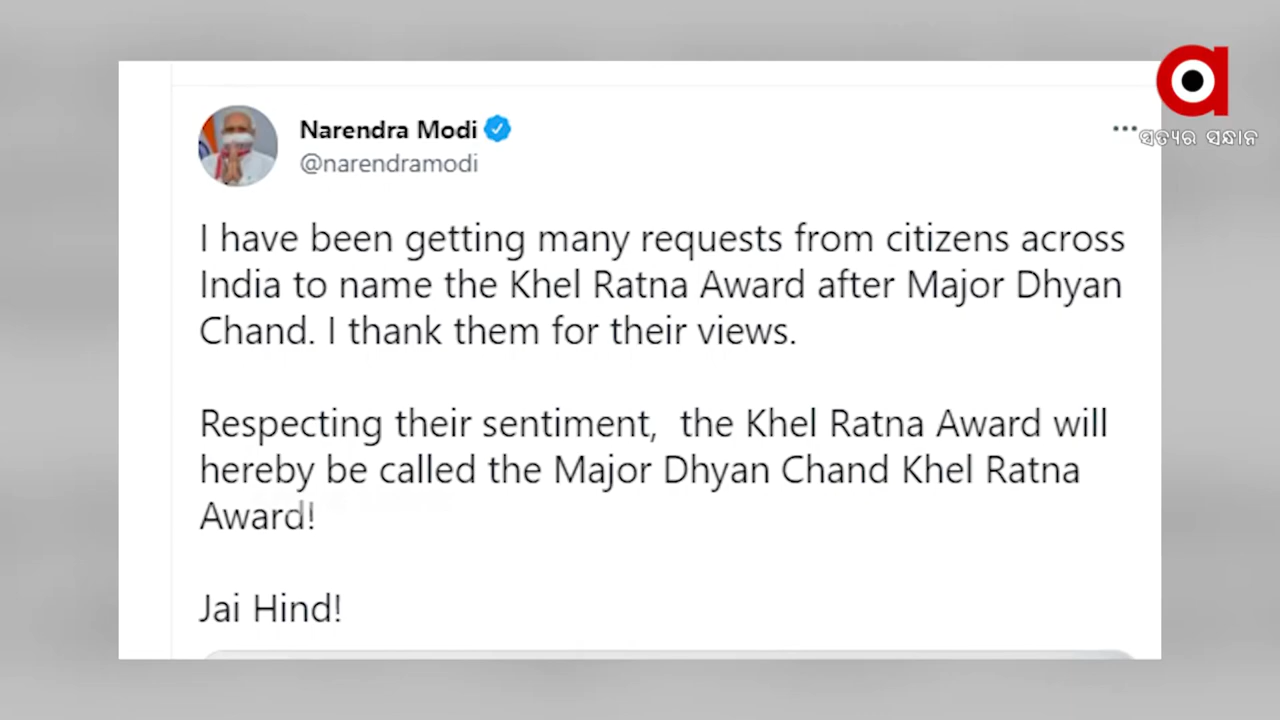 Narendra Modi
@narendramodi
ସତ୍ୟର ସନ୍ଧାନ
I have been getting many requests from citizens across
India to name the Khel Ratna Award after Major Dhyan
Chand. I thank them for their views.
Respecting their sentiment,  the Khel Ratna Award will
hereby be called the Major Dhyan Chand Khel Ratna
Award!
Jai Hind!